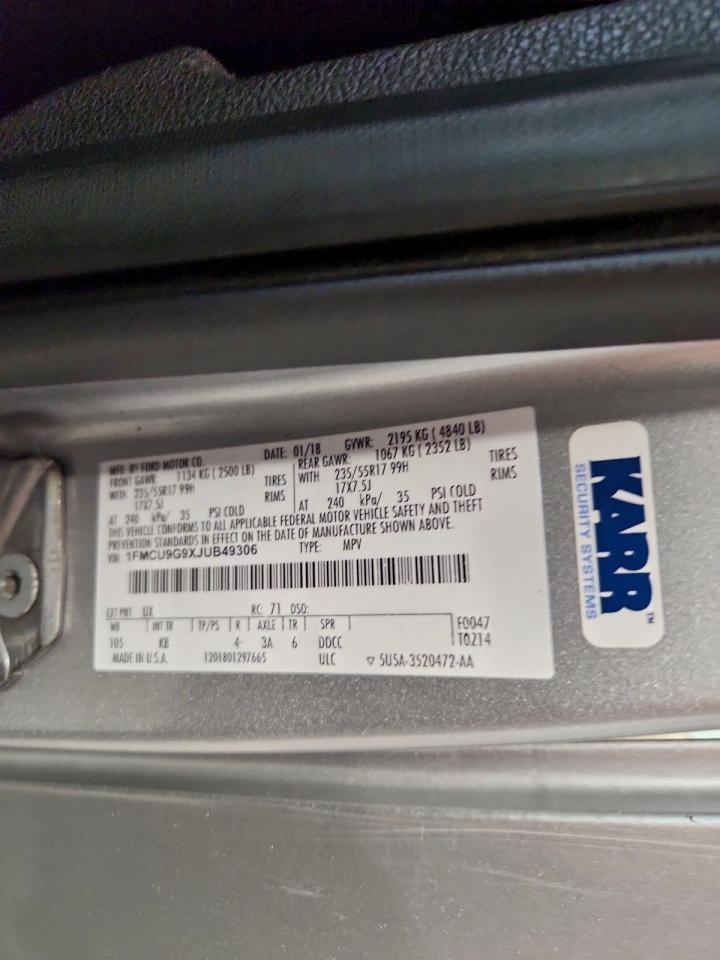 MFD. BY FORD MOTOR CO. DATE: 01/18 GVWR: 2195 KG ( 4840 LB)
FRONT GAWR: 1134 KG ( 2500 LB) REAR GAWR: 1067 KG ( 2352 LB)
WITH 235/55R17 99H TIRES WITH 235/55R17 99H TIRES
17X7.5J RIMS 17X7.5J RIMS
AT 240 kPa/ 35 PSI COLD AT 240 kPa/ 35 PSI COLD
THIS VEHICLE CONFORMS TO ALL APPLICABLE FEDERAL MOTOR VEHICLE SAFETY AND THEFT
PREVENTION STANDARDS IN EFFECT ON THE DATE OF MANUFACTURE SHOWN ABOVE.
VIN: 1FMCU9G9XJUB49306 TYPE: MPV
EXT PNT: UX RC: 71 DSO:
WB INT TR TP/PS R AXLE TR SPR F0047
105 KB 4 3A 6 DDCC T0214
MADE IN U.S.A. 1201801297665 ULC ▽ 5U5A-3520472-AA
KARR™
SECURITY SYSTEMS